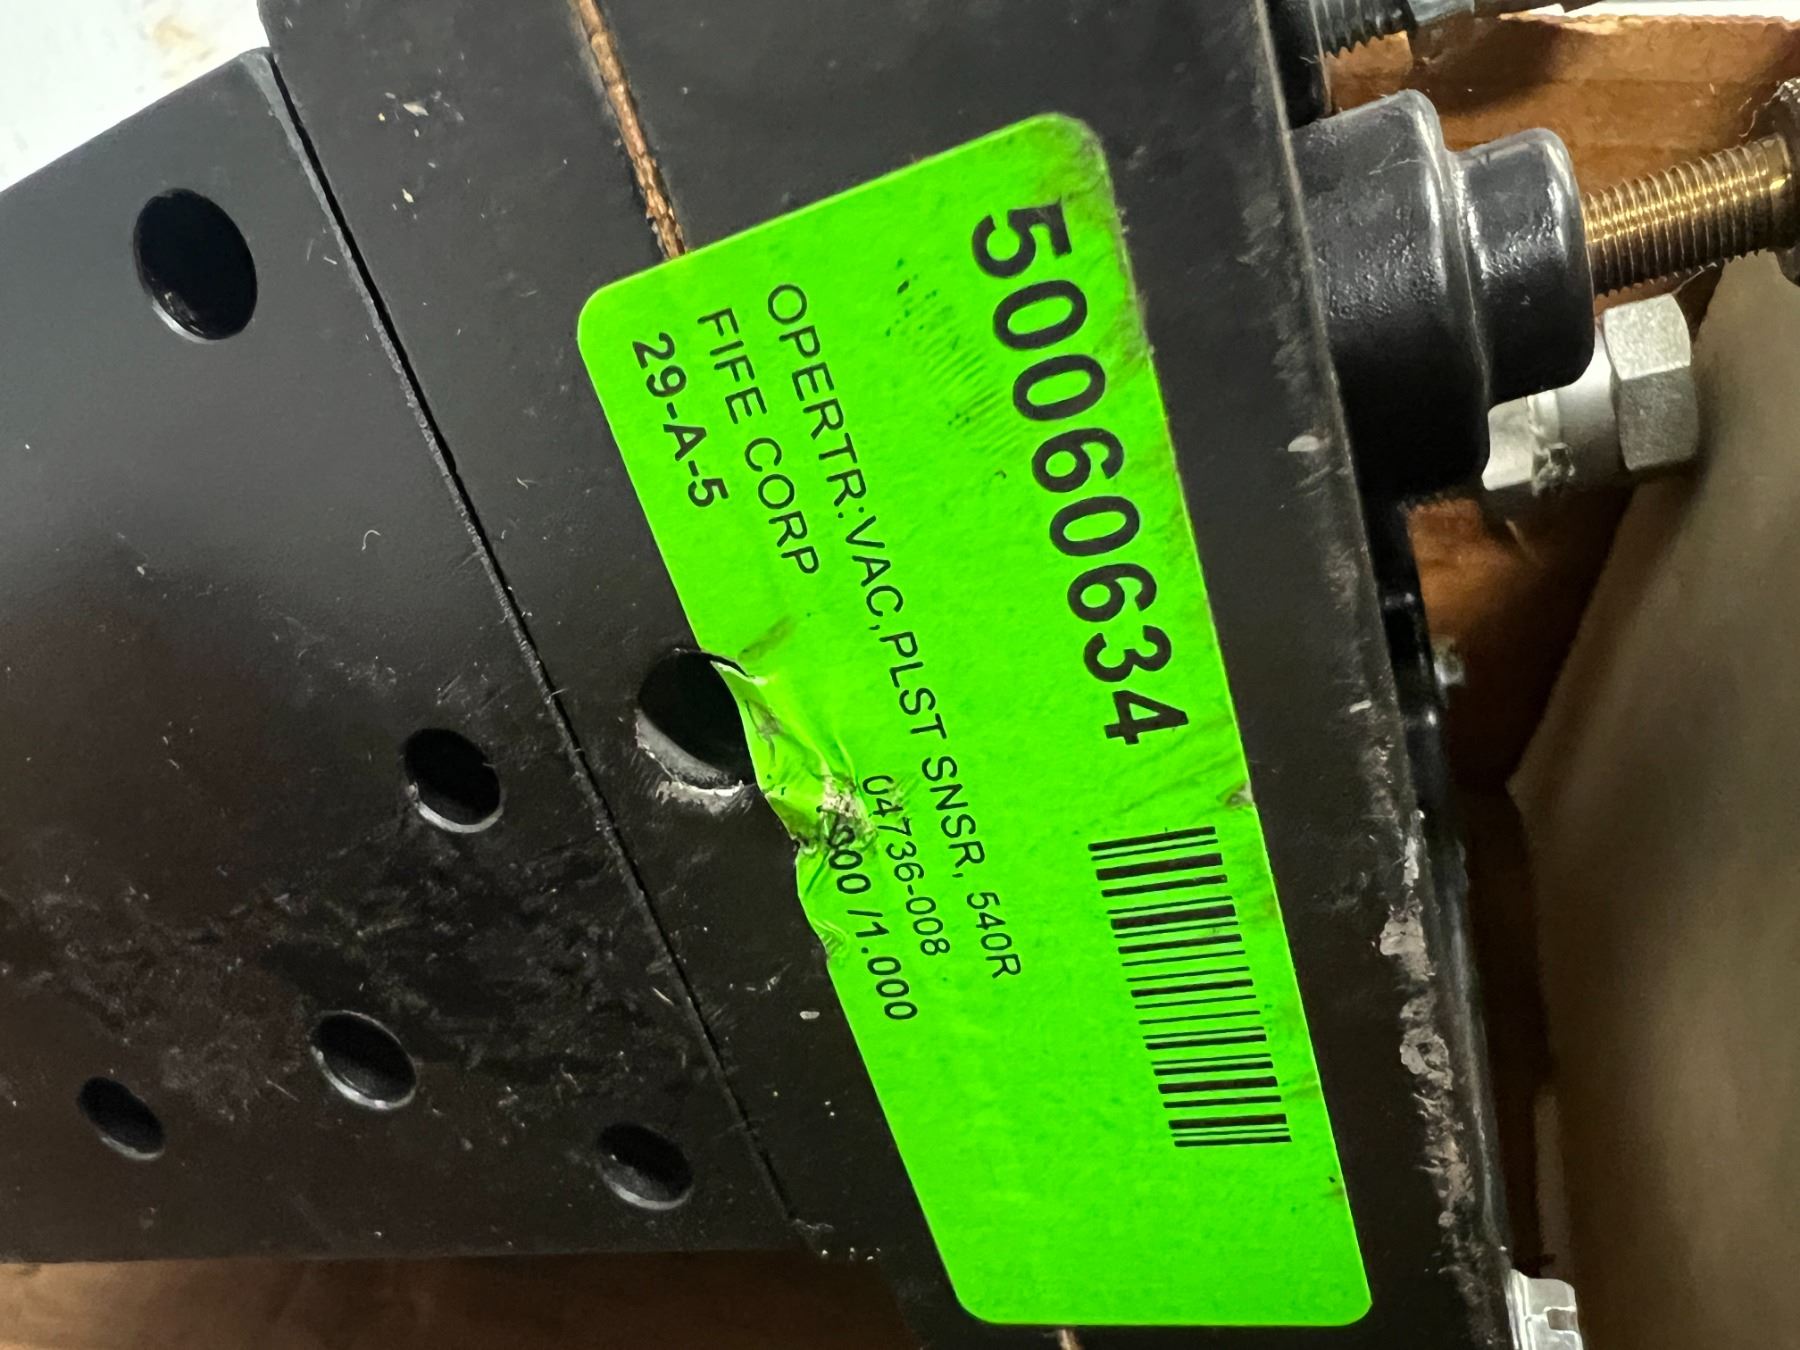 50060634
OPERTR:VAC,PLST SNSR, 540R
FIFE CORP
04736-008
29-A-5
/1.000